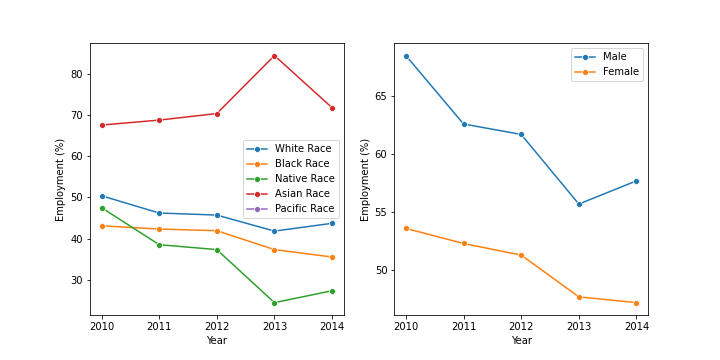 80
70
60
50
40
30
Employment (%)
2010 2011 2012 2013 2014
Year
White Race
Black Race
Native Race
Asian Race
Pacific Race
65
60
55
50
Employment (%)
2010 2011 2012 2013 2014
Year
Male
Female